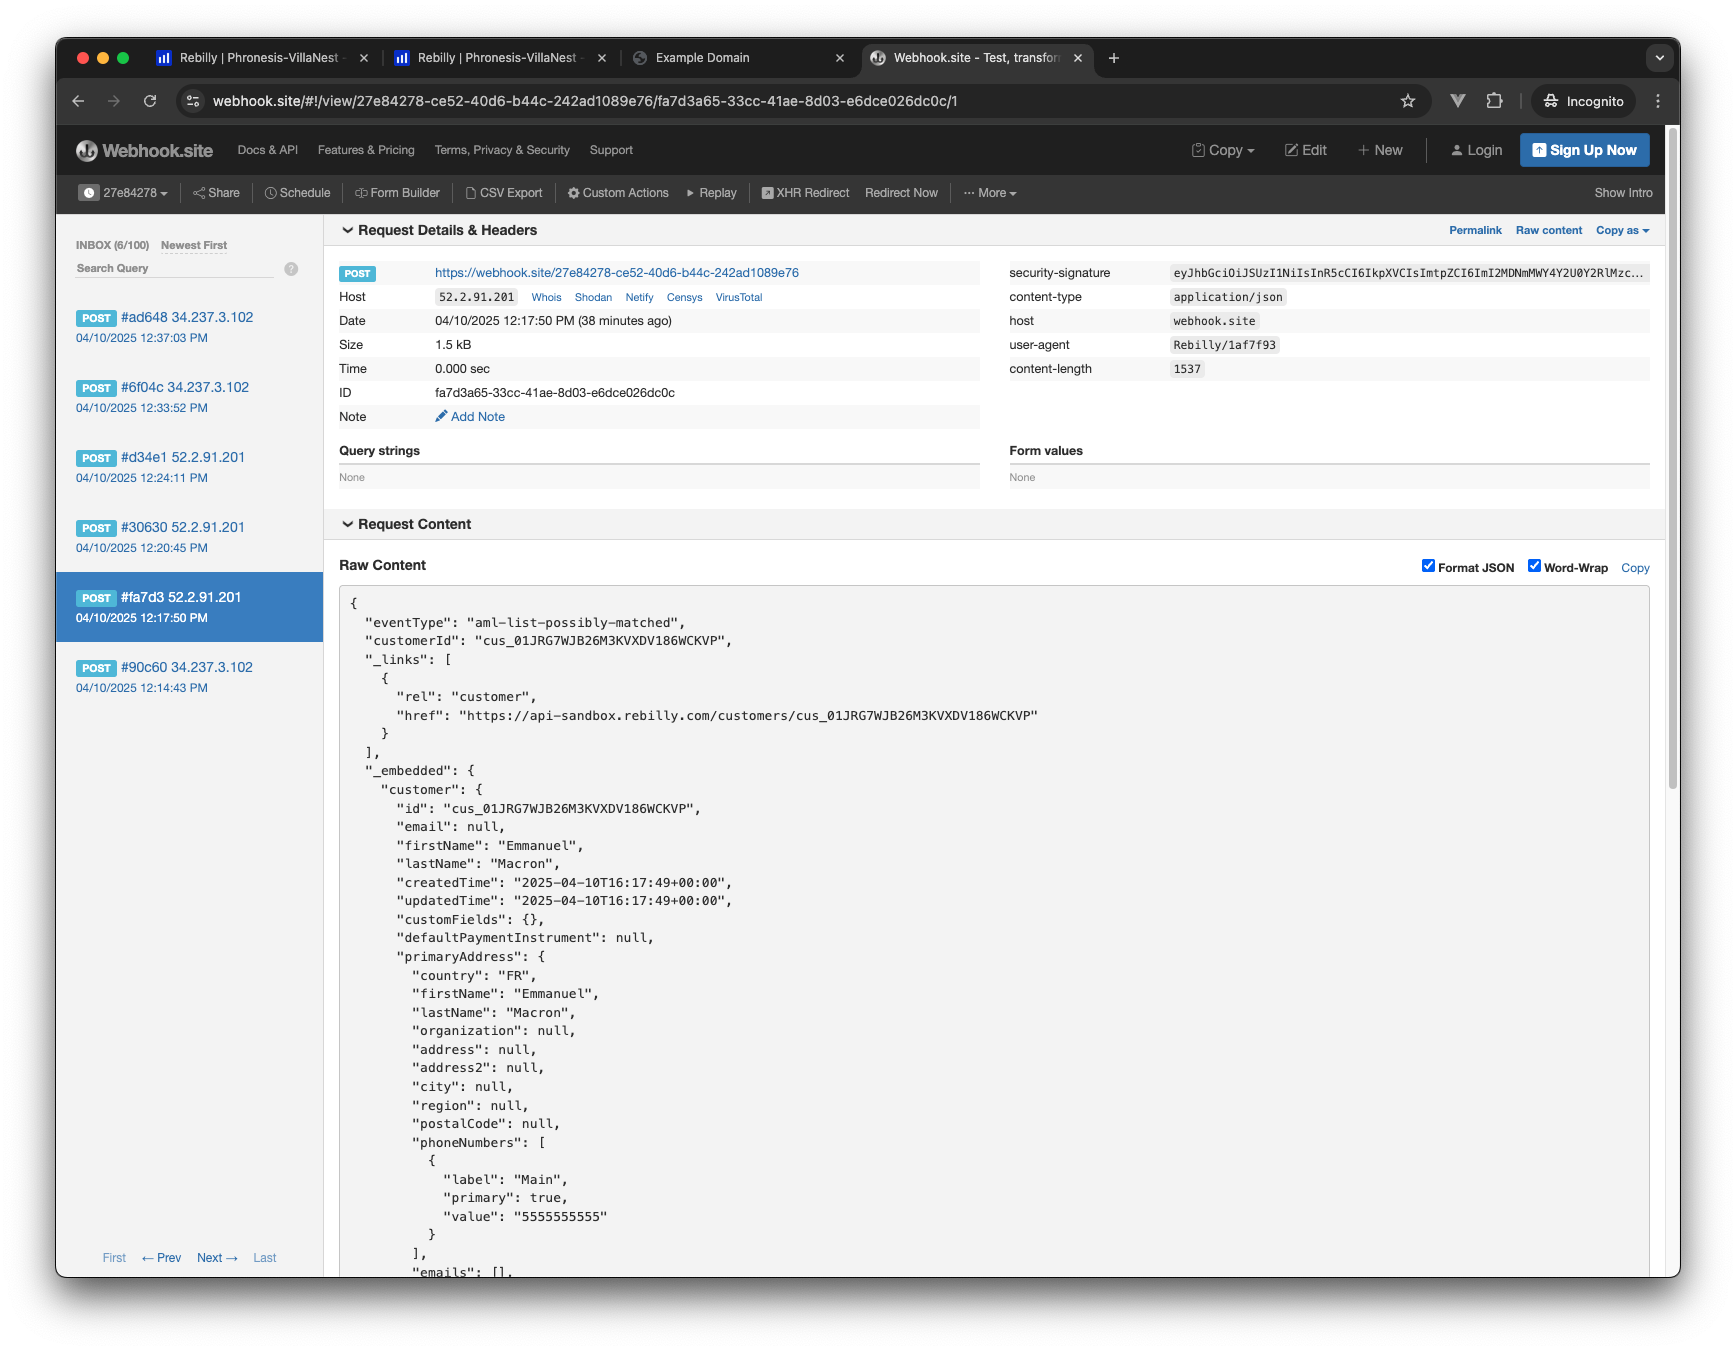 Rebilly | Phronesis-VillaNest
Rebilly | Phronesis-VillaNest
Example Domain
Webhook.site - Test, transfor
webhook.site/#!/view/27e84278-ce52-40d6-b44c-242ad1089e76/fa7d3a65-33cc-41ae-8d03-e6dce026dc0c/1
Incognito
Webhook.site Docs & API Features & Pricing Terms, Privacy & Security Support Copy Edit + New Login Sign Up Now
27e84278 Share Schedule Form Builder CSV Export Custom Actions Replay XHR Redirect Redirect Now ··· More Show Intro
INBOX (6/100) Newest First
Search Query ?
POST #ad648 34.237.3.102
04/10/2025 12:37:03 PM
POST #6f04c 34.237.3.102
04/10/2025 12:33:52 PM
POST #d34e1 52.2.91.201
04/10/2025 12:24:11 PM
POST #30630 52.2.91.201
04/10/2025 12:20:45 PM
POST #fa7d3 52.2.91.201
04/10/2025 12:17:50 PM
POST #90c60 34.237.3.102
04/10/2025 12:14:43 PM
First ← Prev Next → Last
Request Details & Headers
Permalink Raw content Copy as
POST https://webhook.site/27e84278-ce52-40d6-b44c-242ad1089e76
Host 52.2.91.201 Whois Shodan Netify Censys VirusTotal
Date 04/10/2025 12:17:50 PM (38 minutes ago)
Size 1.5 kB
Time 0.000 sec
ID fa7d3a65-33cc-41ae-8d03-e6dce026dc0c
Note Add Note
security-signature eyJhbGciOiJSUzI1NiIsInR5cCI6IkpXVCIsImtpZCI6ImI2MDNmMWY4Y2U0Y2RlMzc...
content-type application/json
host webhook.site
user-agent Rebilly/1af7f93
content-length 1537
Query strings
None
Form values
None
Request Content
Raw Content
Format JSON Word-Wrap Copy
{
"eventType": "aml-list-possibly-matched",
"customerId": "cus_01JRG7WJB26M3KVXDV186WCKVP",
"_links": [
{
"rel": "customer",
"href": "https://api-sandbox.rebilly.com/customers/cus_01JRG7WJB26M3KVXDV186WCKVP"
}
],
"_embedded": {
"customer": {
"id": "cus_01JRG7WJB26M3KVXDV186WCKVP",
"email": null,
"firstName": "Emmanuel",
"lastName": "Macron",
"createdTime": "2025-04-10T16:17:49+00:00",
"updatedTime": "2025-04-10T16:17:49+00:00",
"customFields": {},
"defaultPaymentInstrument": null,
"primaryAddress": {
"country": "FR",
"firstName": "Emmanuel",
"lastName": "Macron",
"organization": null,
"address": null,
"address2": null,
"city": null,
"region": null,
"postalCode": null,
"phoneNumbers": [
{
"label": "Main",
"primary": true,
"value": "5555555555"
}
],
"emails": [],